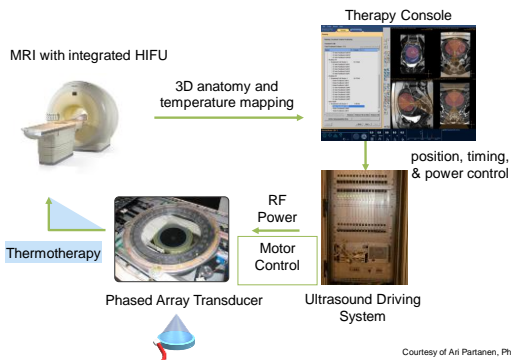 Therapy Console
MRI with integrated HIFU
3D anatomy and
temperature mapping
position, timing,
& power control
RF
Power
Motor
Control
Thermotherapy
Phased Array Transducer
Ultrasound Driving
System
Courtesy of Ari Partanen, Ph